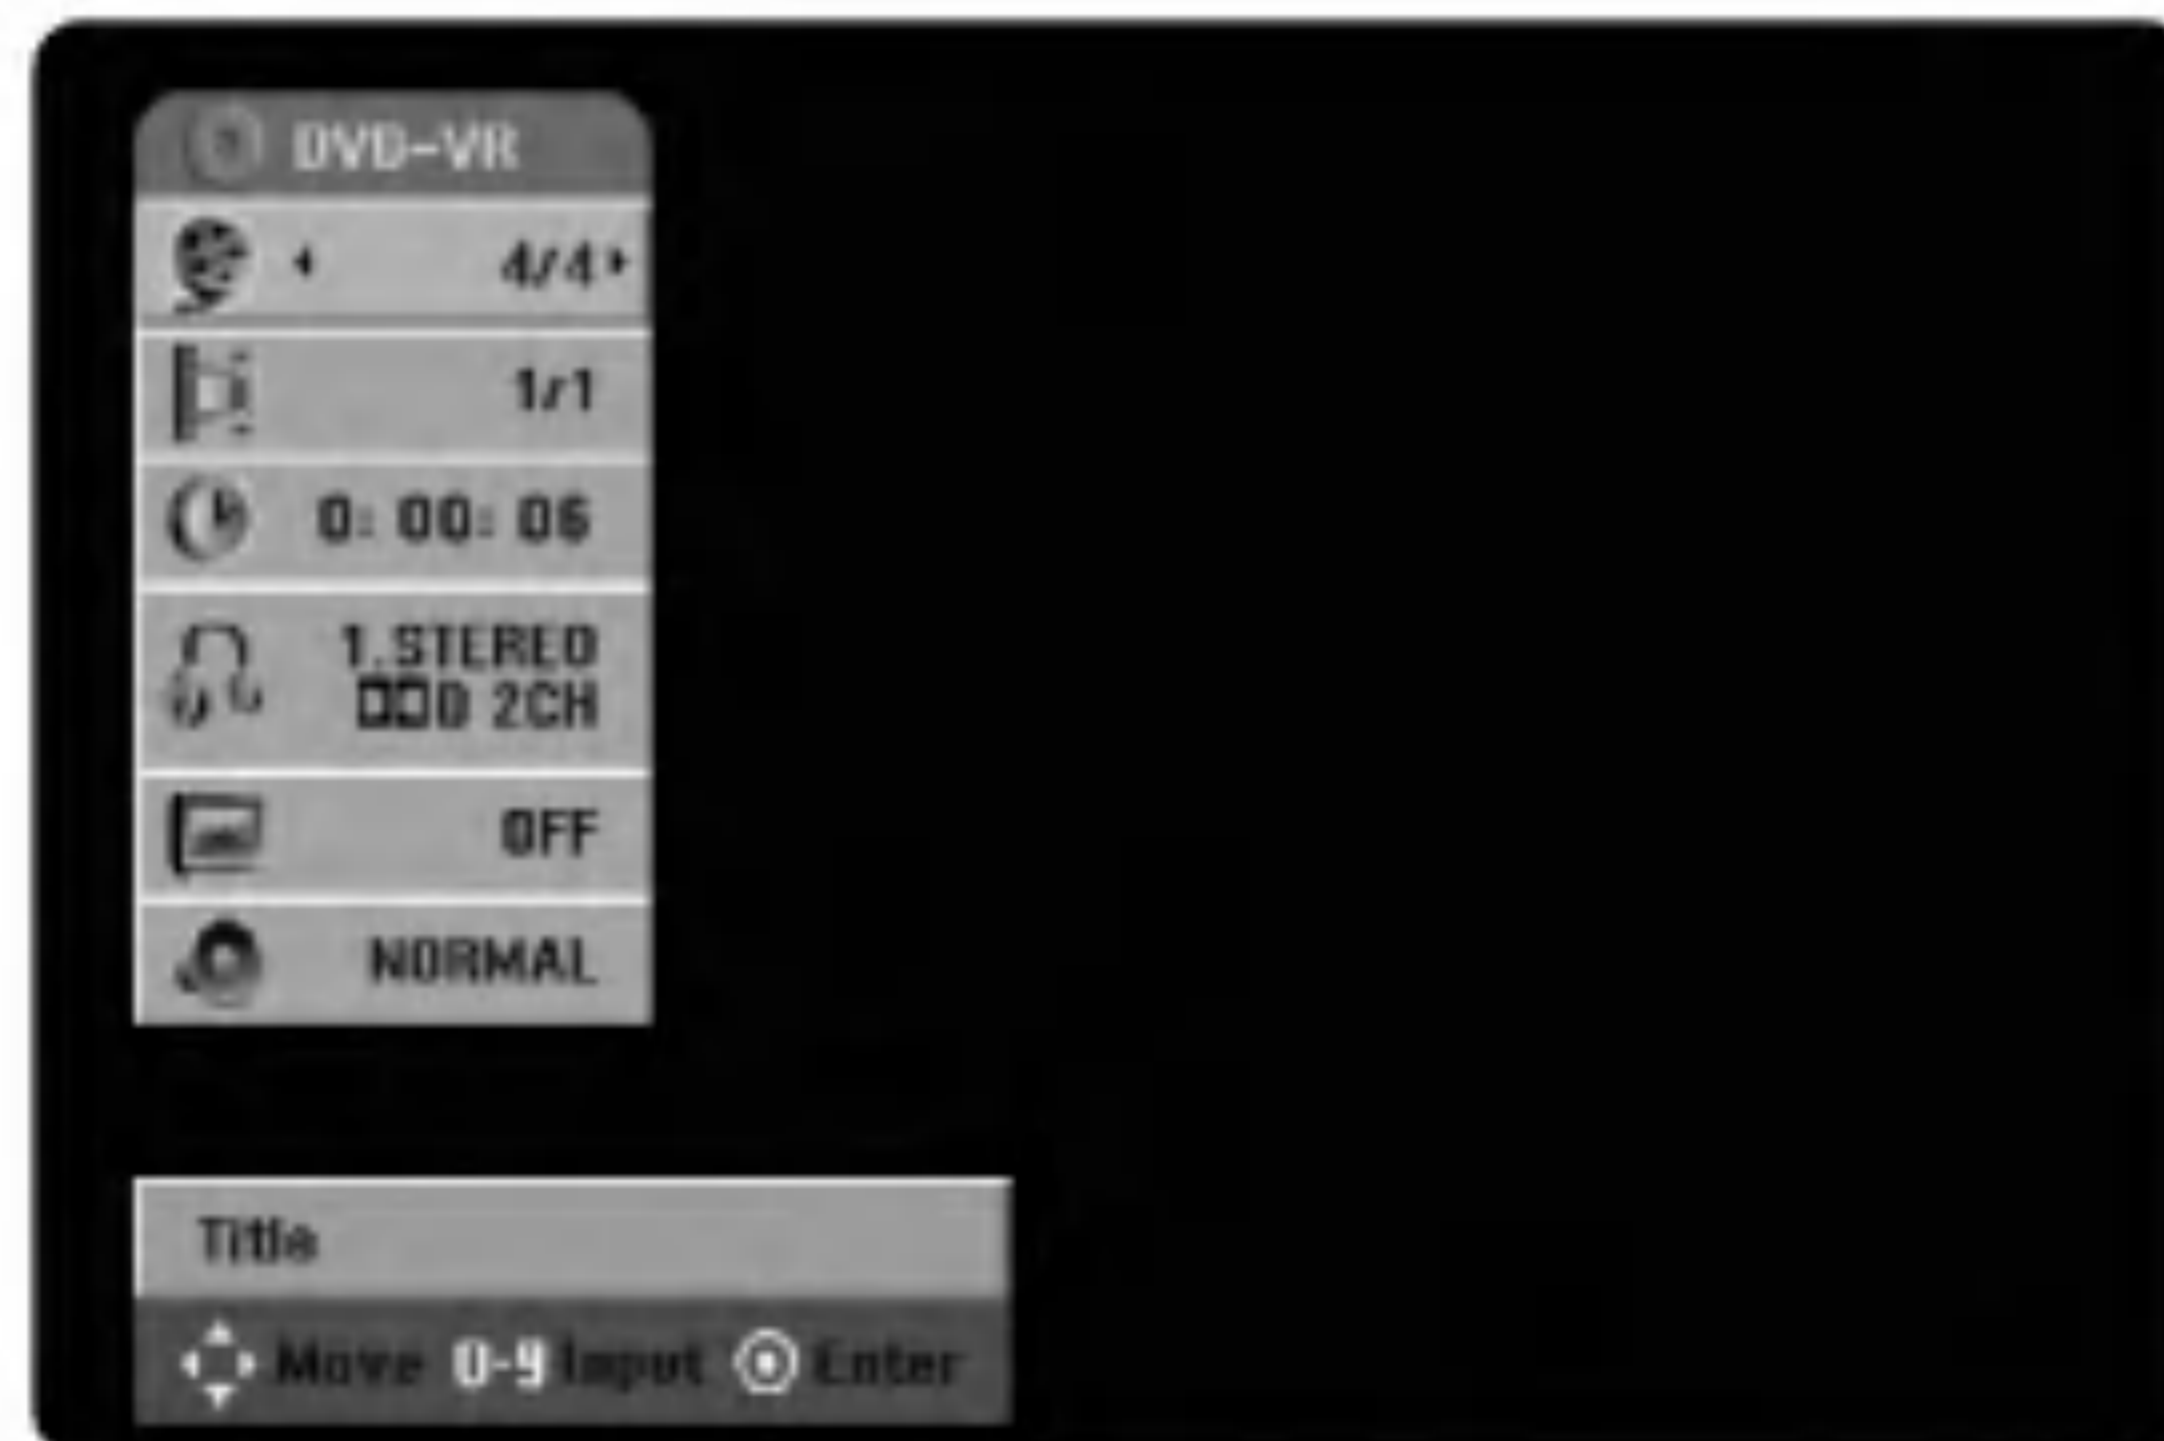 DVD-VR
4/4
1/1
0: 00: 06
1.STEREO
D 2CH
OFF
NORMAL
Title
Move 0-9 Input Enter